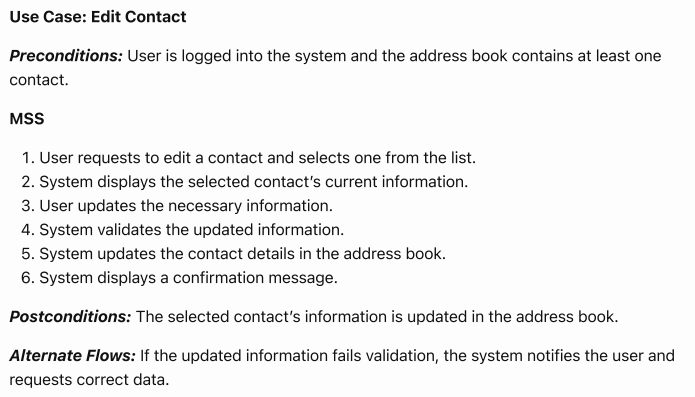 Use Case: Edit Contact
Preconditions: User is logged into the system and the address book contains at least one
contact.
MSS
1. User requests to edit a contact and selects one from the list.
2. System displays the selected contact’s current information.
3. User updates the necessary information.
4. System validates the updated information.
5. System updates the contact details in the address book.
6. System displays a confirmation message.
Postconditions: The selected contact’s information is updated in the address book.
Alternate Flows: If the updated information fails validation, the system notifies the user and
requests correct data.